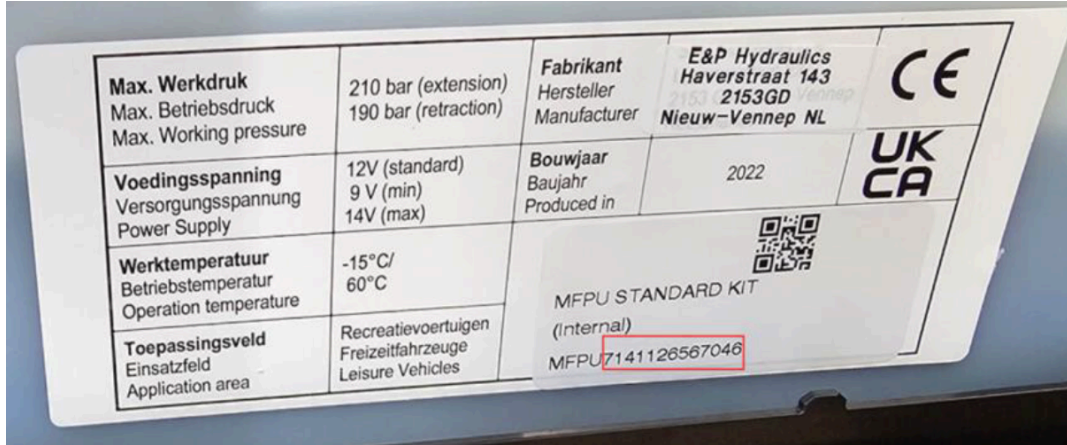 Max. Werkdruk
Max. Betriebsdruck
Max. Working pressure
210 bar (extension)
190 bar (retraction)
Fabrikant
Hersteller
Manufacturer
E&P Hydraulics
Haverstraat 143
2153GD
Nieuw-Vennep NL
CE
Voedingsspanning
Versorgungsspannung
Power Supply
12V (standard)
9 V (min)
14V (max)
Bouwjaar
Baujahr
Produced in
2022
UK
CA
Werktemperatuur
Betriebstemperatur
Operation temperature
-15°C/
60°C
Toepassingsveld
Einsatzfeld
Application area
Recreatievoertuigen
Freizeitfahrzeuge
Leisure Vehicles
MFPU STANDARD KIT
(Internal)
MFPU7141126567046